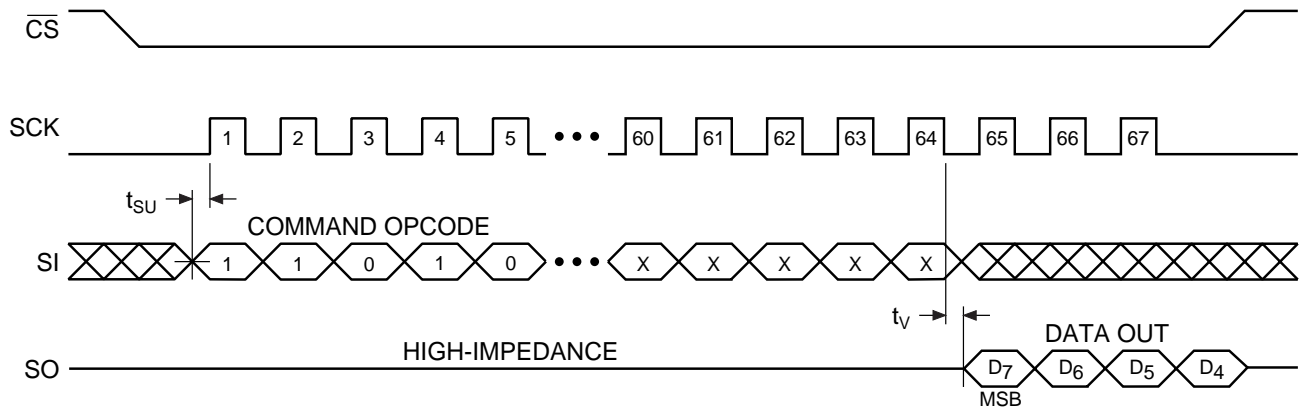 CS
SCK 1 2 3 4 5 ••• 60 61 62 63 64 65 66 67
tSU
COMMAND OPCODE
SI 1 1 0 1 0 ••• X X X X X
tV
HIGH-IMPEDANCE DATA OUT
SO D7 D6 D5 D4
MSB